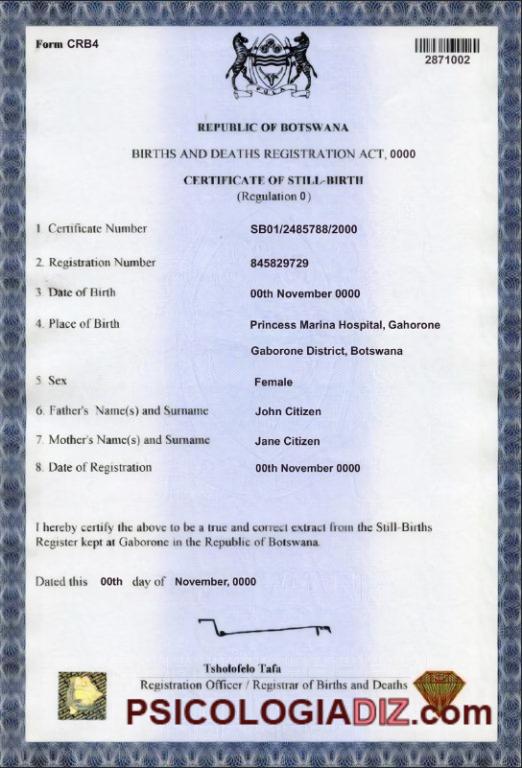 Form CRB4
2871002
PULA
REPUBLIC OF BOTSWANA
BIRTHS AND DEATHS REGISTRATION ACT, 0000
CERTIFICATE OF STILL-BIRTH
(Regulation 0)
1 Certificate Number SB01/2485788/2000
2. Registration Number 845829729
3. Date of Birth 00th November 0000
4. Place of Birth Princess Marina Hospital, Gahorone
Gaborone District, Botswana
5. Sex Female
6. Father's Name(s) and Surname John Citizen
7. Mother's Name(s) and Surname Jane Citizen
8. Date of Registration 00th November 0000
I hereby certify the above to be a true and correct extract from the Still-Births
Register kept at Gaborone in the Republic of Botswana.
Dated this 00th day of November, 0000
Tsholofelo Tafa
Registration Officer / Registrar of Births and Deaths
PSICOLOGIADIZ.com